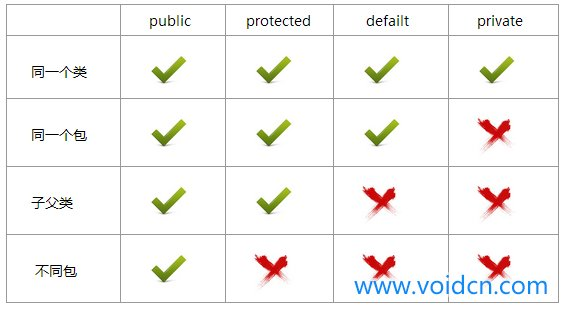 public protected defailt private
同一个类
同一个包
子父类
不同包
www.voidcn.com